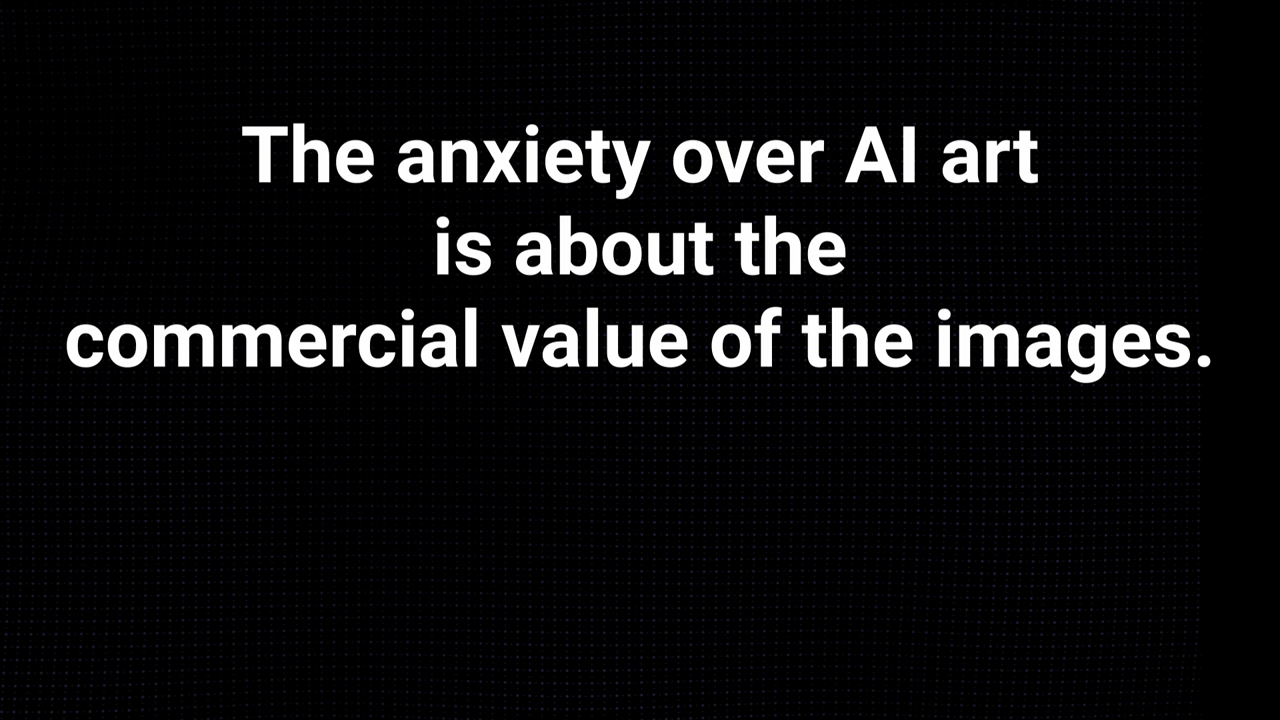 The anxiety over AI art
is about the
commercial value of the images.